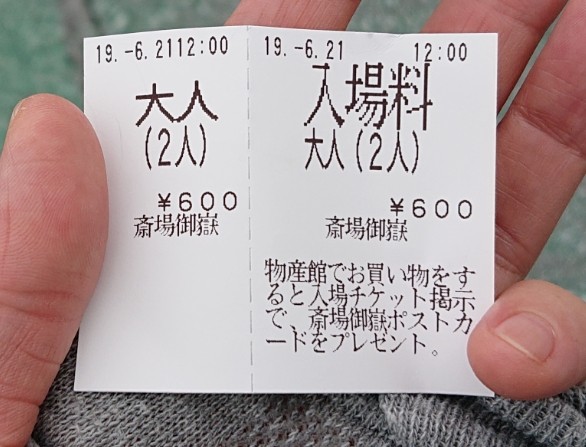 19.-6.2112:00
大人
(2人)
¥600
斎場御嶽
19.-6.21 12:00
入場料
大人(2人)
¥600
斎場御嶽
物産館でお買い物をす
ると入場チケット掲示
で、斎場御嶽ポストカ
ードをプレゼント。